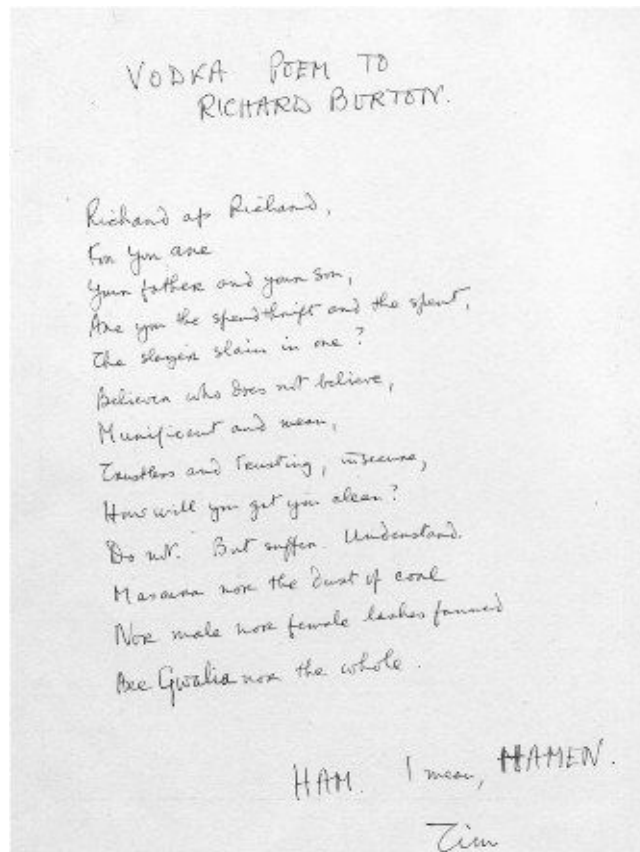 VODKA POEM TO
RICHARD BURTON.
Richard ap Richard,
For you are
Your father and your son,
Are you the spendthrift and the spent,
The slayer slain in one?
Believer who does not believe,
Munificent and mean,
Trustless and trusting, insecure,
How will you get you clean?
Do not. But suffer. Understand.
Mascara nor the dust of coal
Nor male nor female lashes fanned
Are Gwalia nor the whole.
HAM. I mean, HAMEN.
Tim